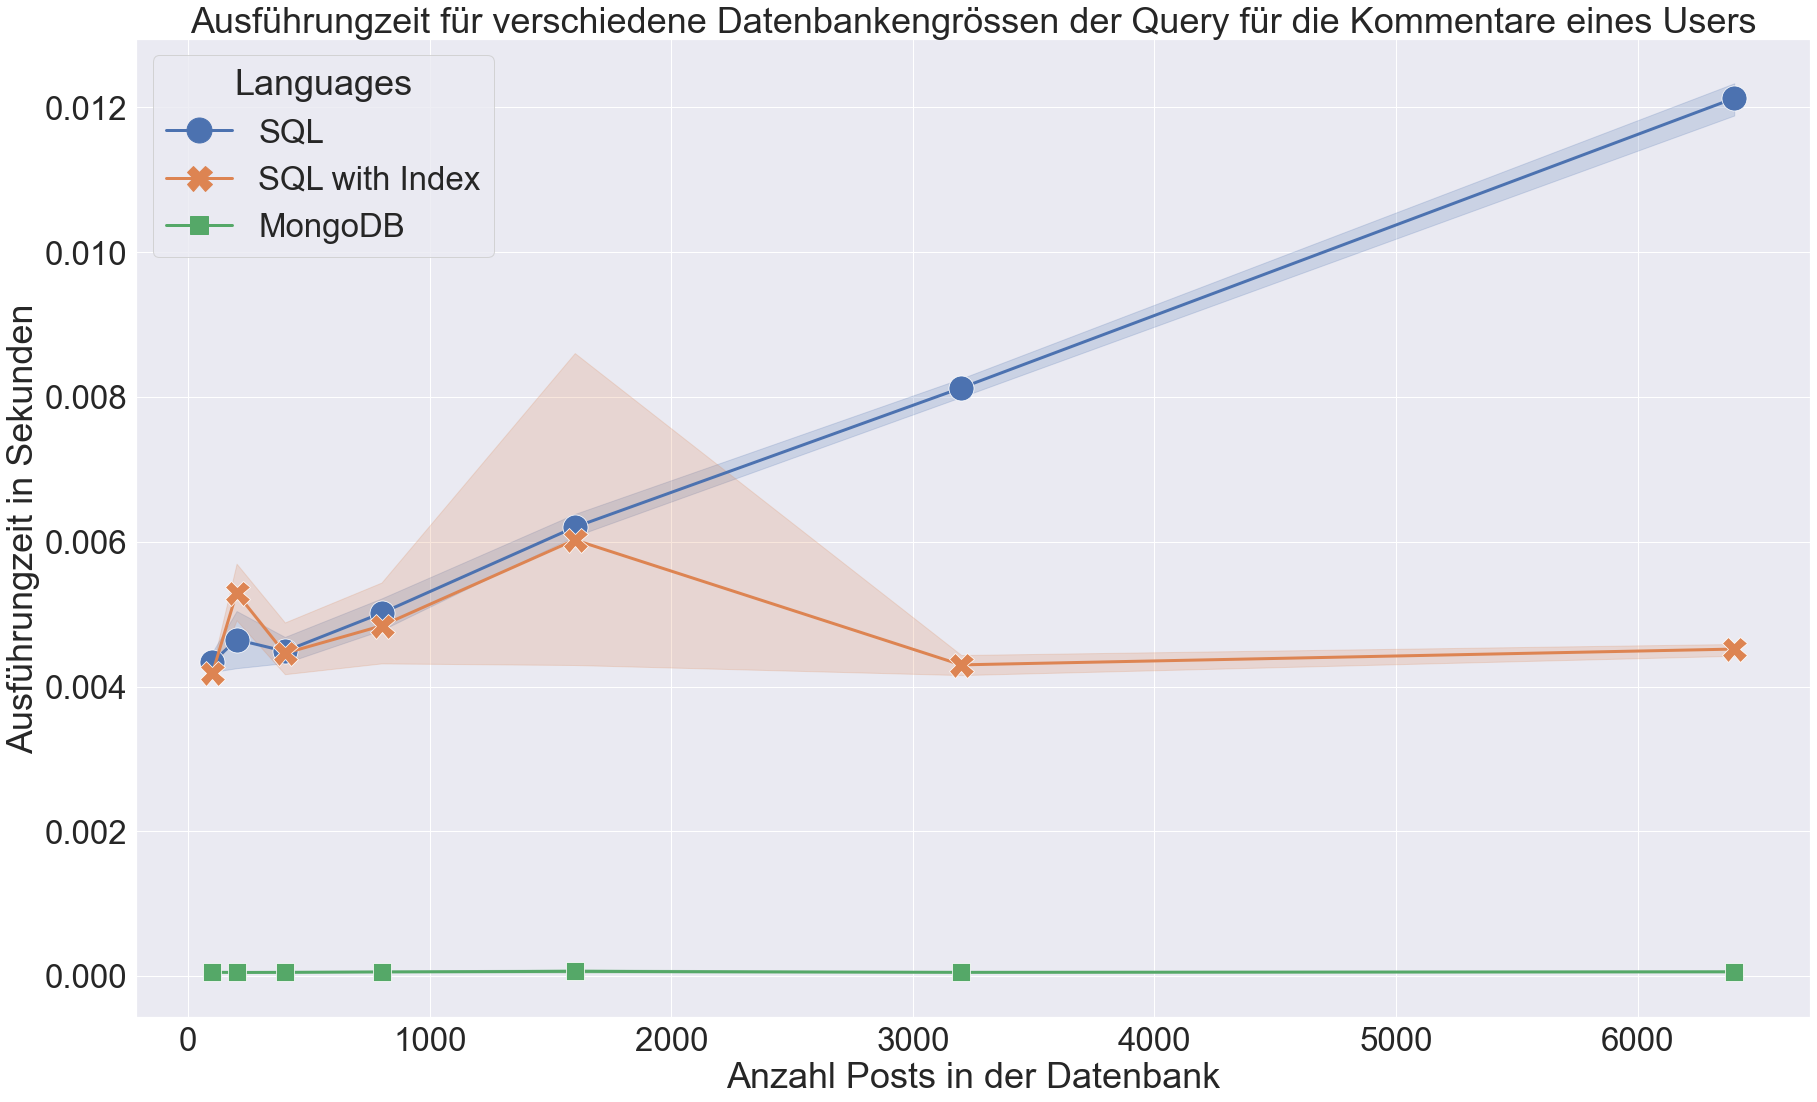 Ausführungzeit für verschiedene Datenbankengrössen der Query für die Kommentare eines Users
Languages
SQL
SQL with Index
MongoDB
Ausführungzeit in Sekunden
0.012
0.010
0.008
0.006
0.004
0.002
0.000
0 1000 2000 3000 4000 5000 6000
Anzahl Posts in der Datenbank